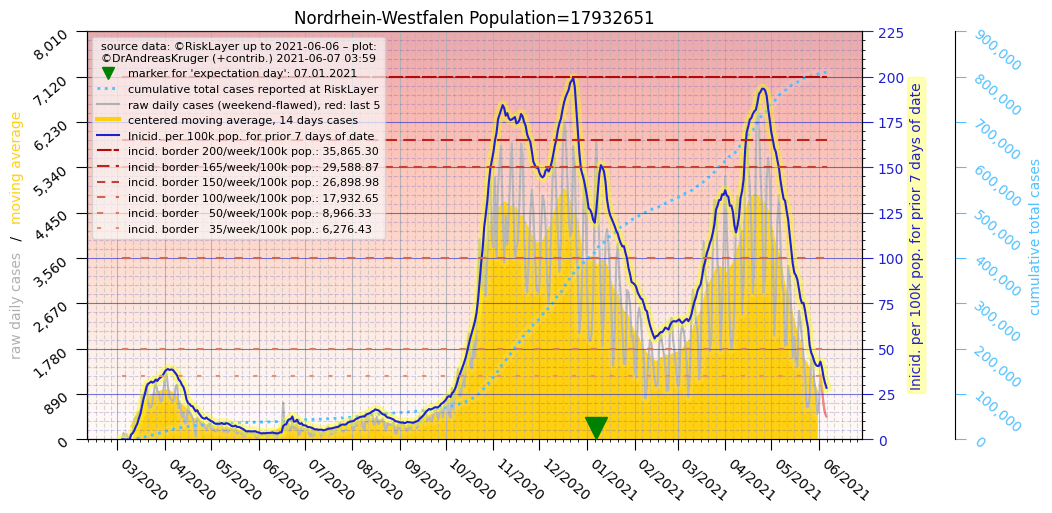 Nordrhein-Westfalen Population=17932651
source data: ©RiskLayer up to 2021-06-06 – plot:
©DrAndreasKruger (+contrib.) 2021-06-07 03:59
marker for 'expectation day': 07.01.2021
cumulative total cases reported at RiskLayer
raw daily cases (weekend-flawed), red: last 5
centered moving average, 14 days cases
Inicid. per 100k pop. for prior 7 days of date
incid. border 200/week/100k pop.: 35,865.30
incid. border 165/week/100k pop.: 29,588.87
incid. border 150/week/100k pop.: 26,898.98
incid. border 100/week/100k pop.: 17,932.65
incid. border   50/week/100k pop.: 8,966.33
incid. border   35/week/100k pop.: 6,276.43
raw daily cases / moving average
8,010
7,120
6,230
5,340
4,450
3,560
2,670
1,780
890
0
03/2020
04/2020
05/2020
06/2020
07/2020
08/2020
09/2020
10/2020
11/2020
12/2020
01/2021
02/2021
03/2021
04/2021
05/2021
06/2021
225
200
175
150
125
100
75
50
25
0
Inicid. per 100k pop. for prior 7 days of date
900,000
800,000
700,000
600,000
500,000
400,000
300,000
200,000
100,000
0
cumulative total cases